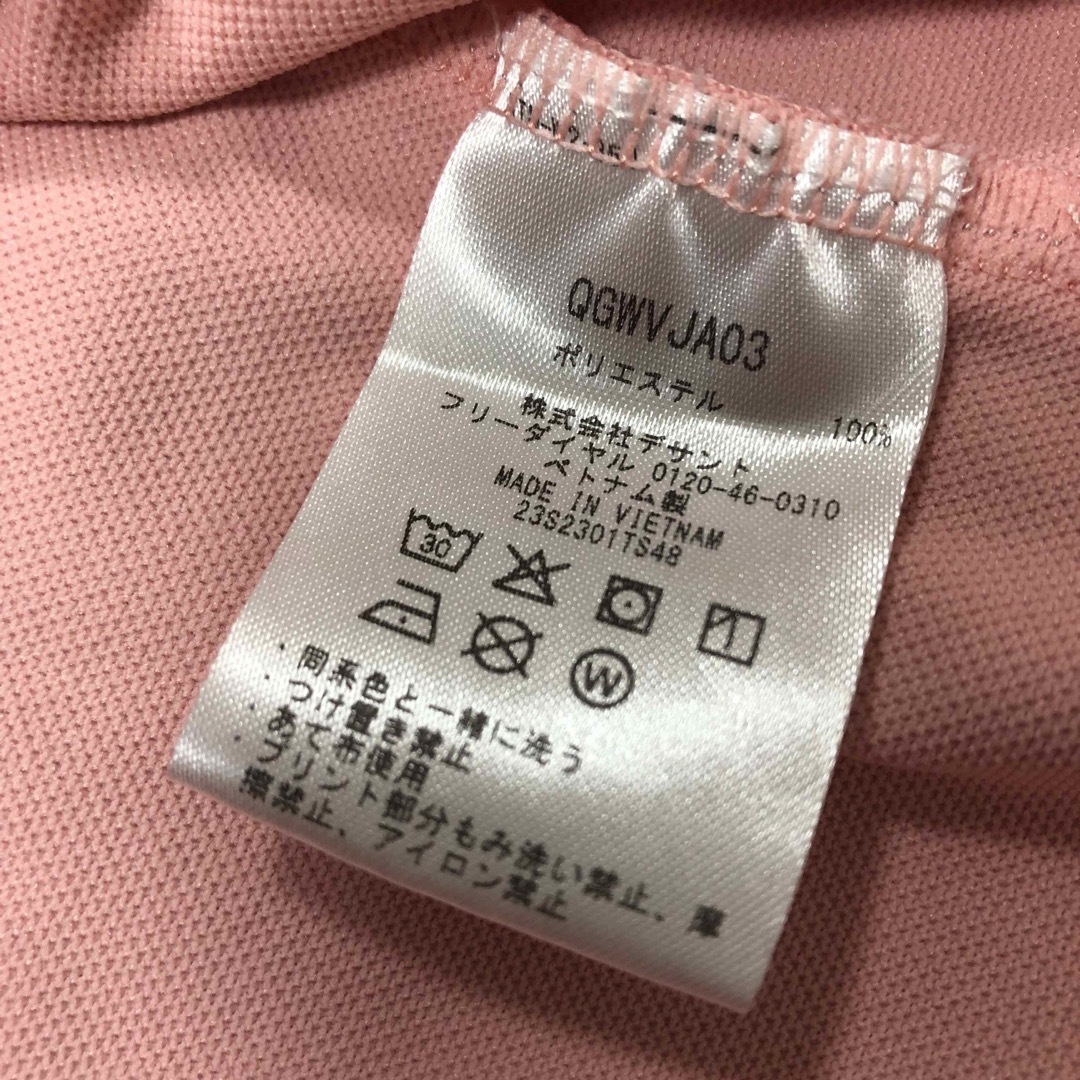 QGWVJA03
ポリエステル 100%
株式会社デサント
フリーダイヤル 0120-46-0310
ベトナム製
MADE IN VIETNAM
23S2301TS48
30
W
・同系色と一緒に洗う
・つけ置き禁止
・あて布使用
・プリント部分もみ洗い禁止、摩
擦禁止、アイロン禁止